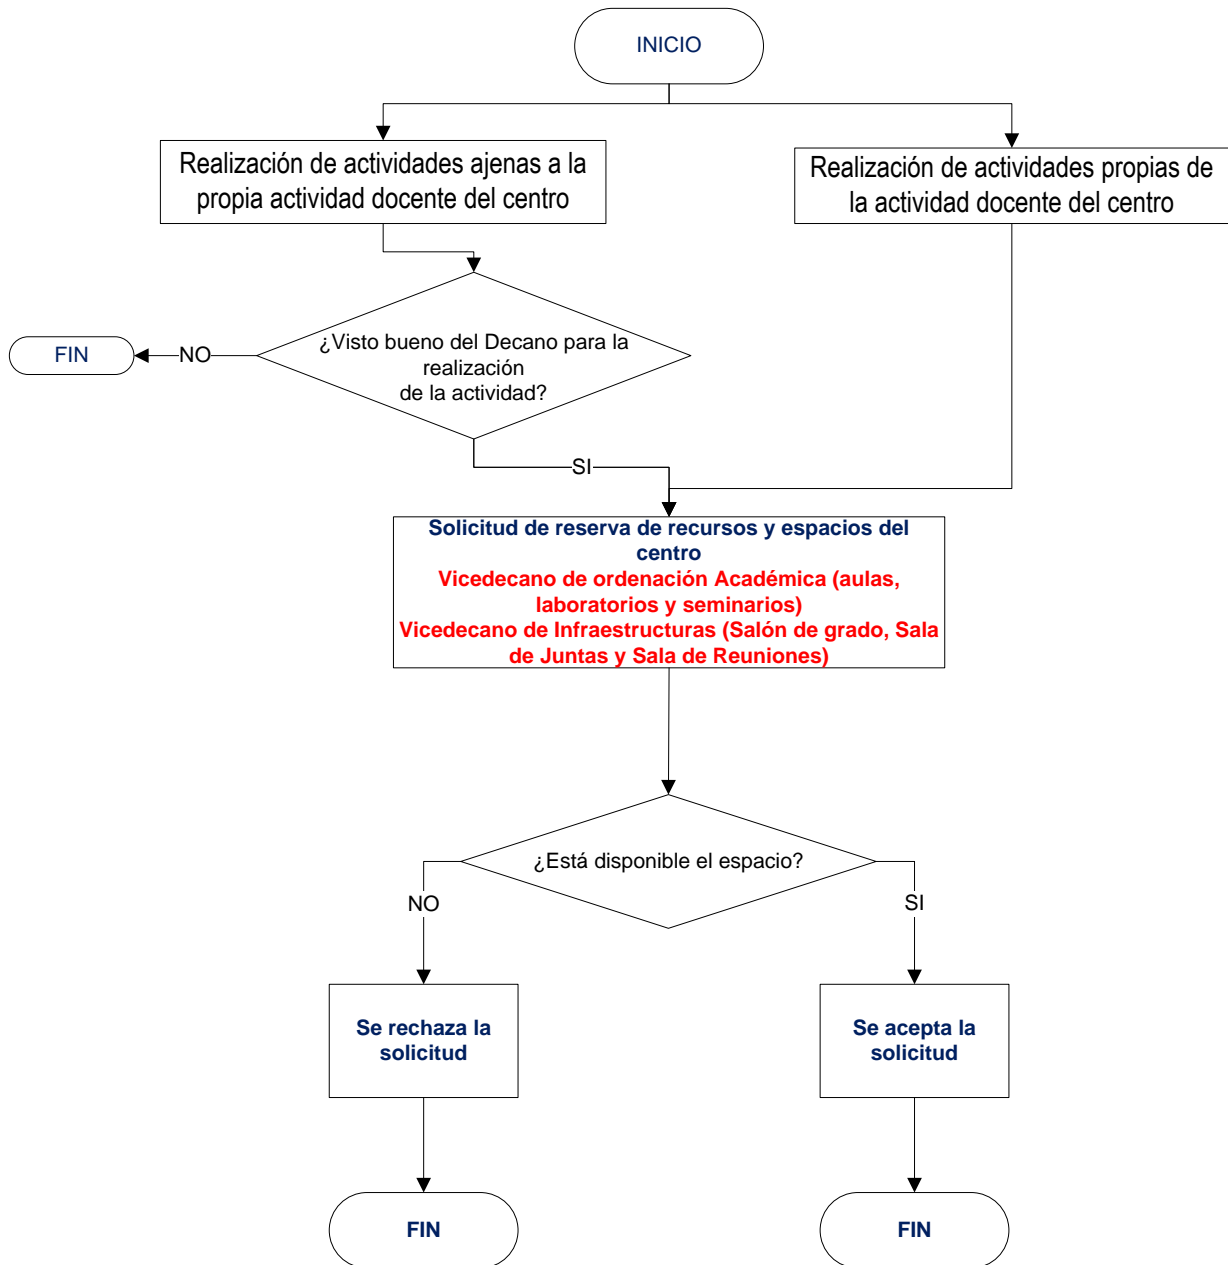 INICIO
Realización de actividades ajenas a la
propia actividad docente del centro
Realización de actividades propias de
la actividad docente del centro
¿Visto bueno del Decano para la
realización
de la actividad?
FIN
NO
SI
Solicitud de reserva de recursos y espacios del
centro
Vicedecano de ordenación Académica (aulas,
laboratorios y seminarios)
Vicedecano de Infraestructuras (Salón de grado, Sala
de Juntas y Sala de Reuniones)
¿Está disponible el espacio?
NO
SI
Se rechaza la
solicitud
Se acepta la
solicitud
FIN
FIN